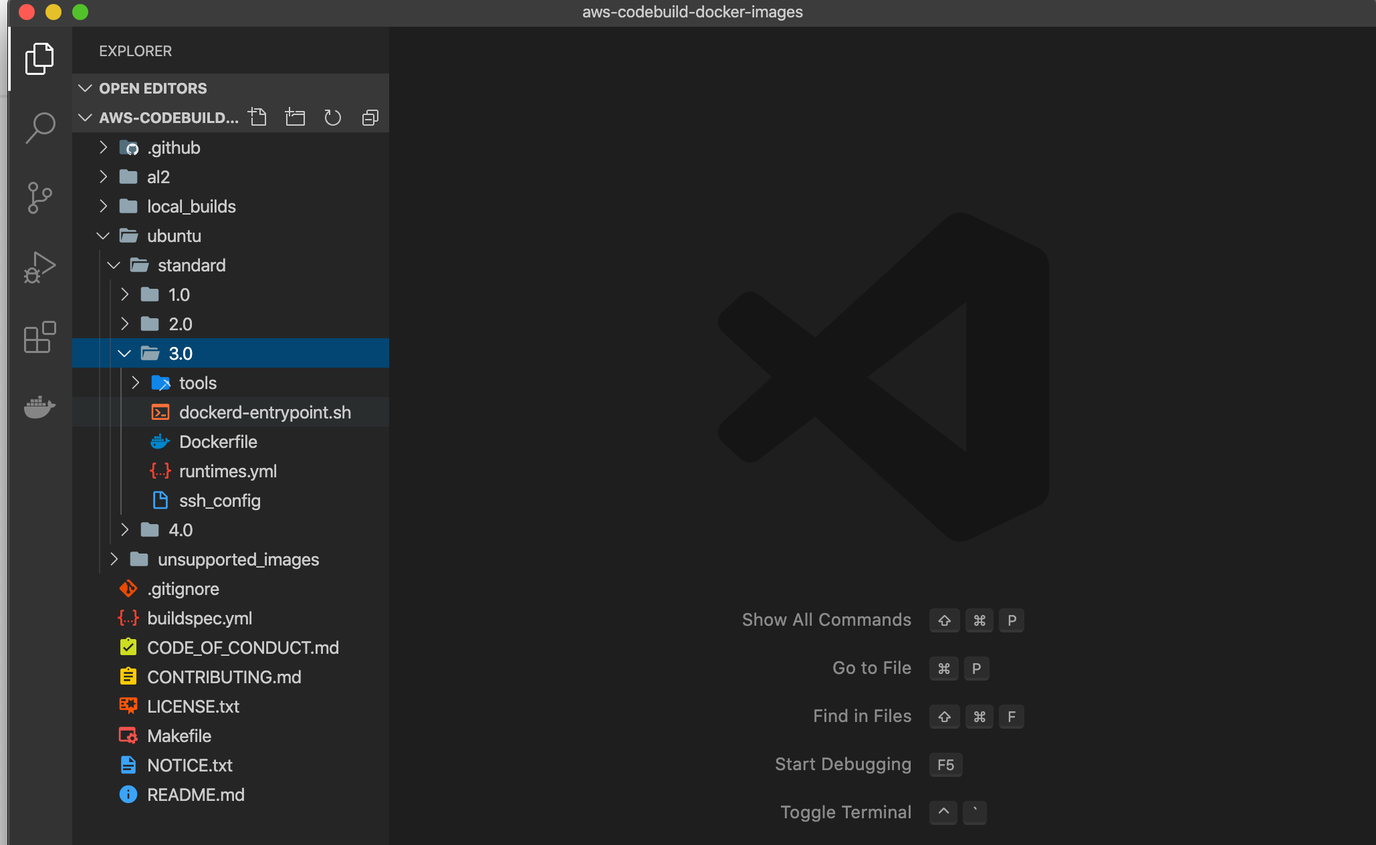 aws-codebuild-docker-images
EXPLORER
OPEN EDITORS
AWS-CODEBUILD...
.github
al2
local_builds
ubuntu
standard
1.0
2.0
3.0
tools
dockerd-entrypoint.sh
Dockerfile
{..} runtimes.yml
ssh_config
4.0
unsupported_images
.gitignore
{..} buildspec.yml
CODE_OF_CONDUCT.md
CONTRIBUTING.md
LICENSE.txt
Makefile
NOTICE.txt
README.md
Show All Commands ⇧ ⌘ P
Go to File ⌘ P
Find in Files ⇧ ⌘ F
Start Debugging F5
Toggle Terminal ^ `